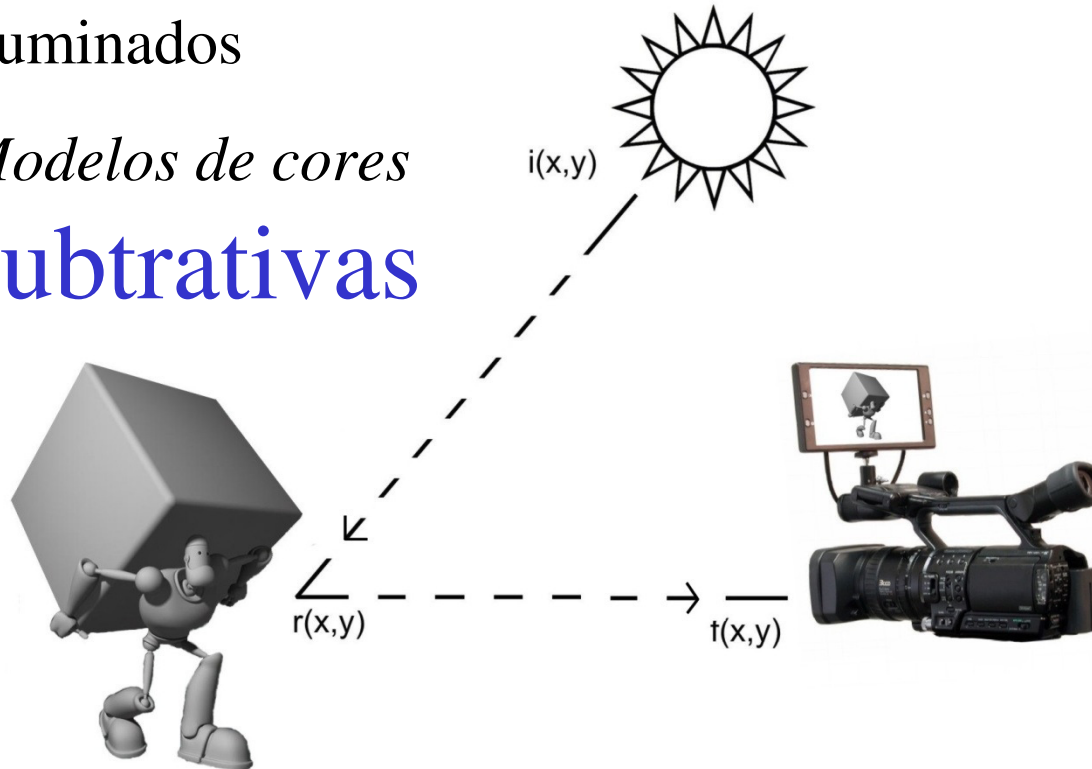 uminados
Modelos de cores
ubtrativas
i(x,y)
r(x,y)
f(x,y)